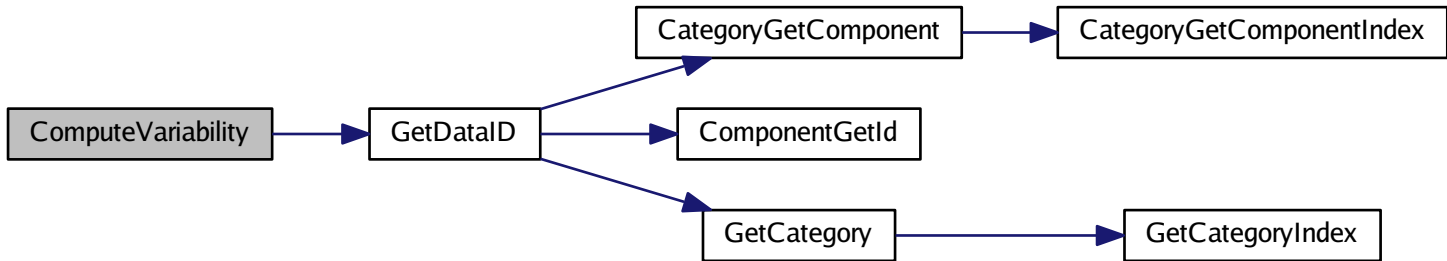 CategoryGetComponent
CategoryGetComponentIndex
ComputeVariability
GetDataID
ComponentGetId
GetCategory
GetCategoryIndex